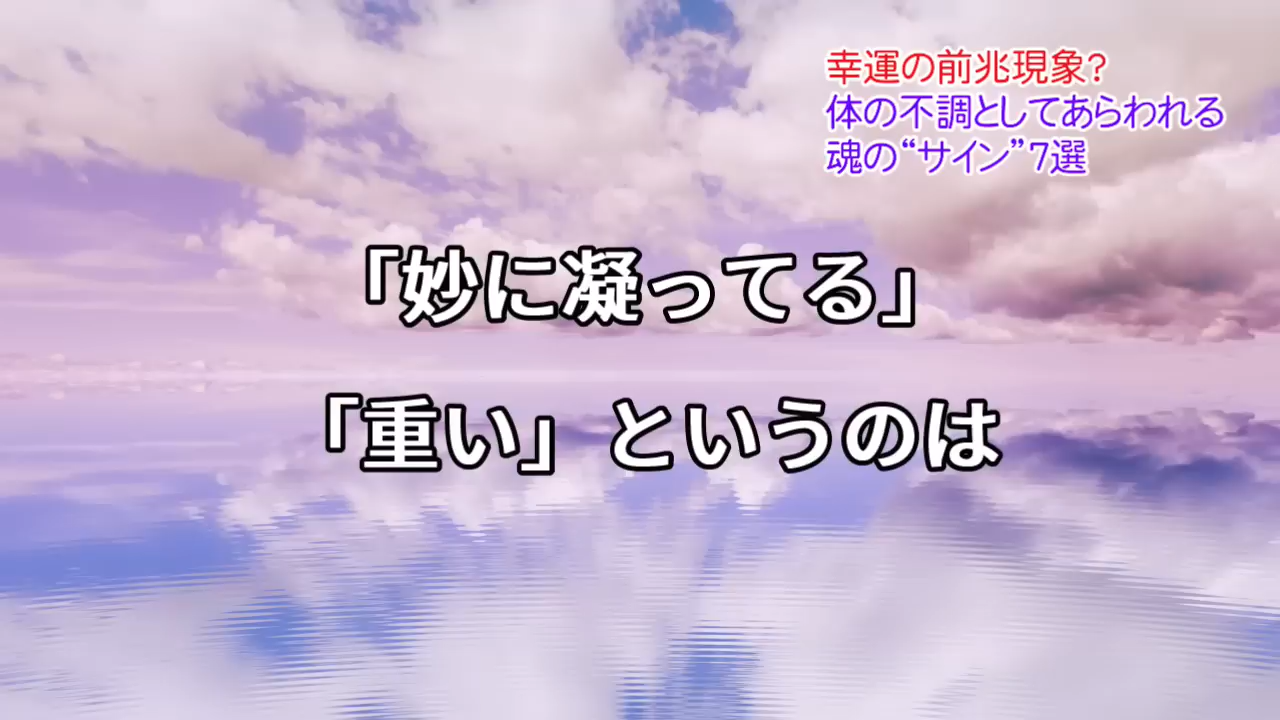 幸運の前兆現象?
体の不調としてあらわれる
魂の“サイン”7選
「妙に凝ってる」
「重い」というのは